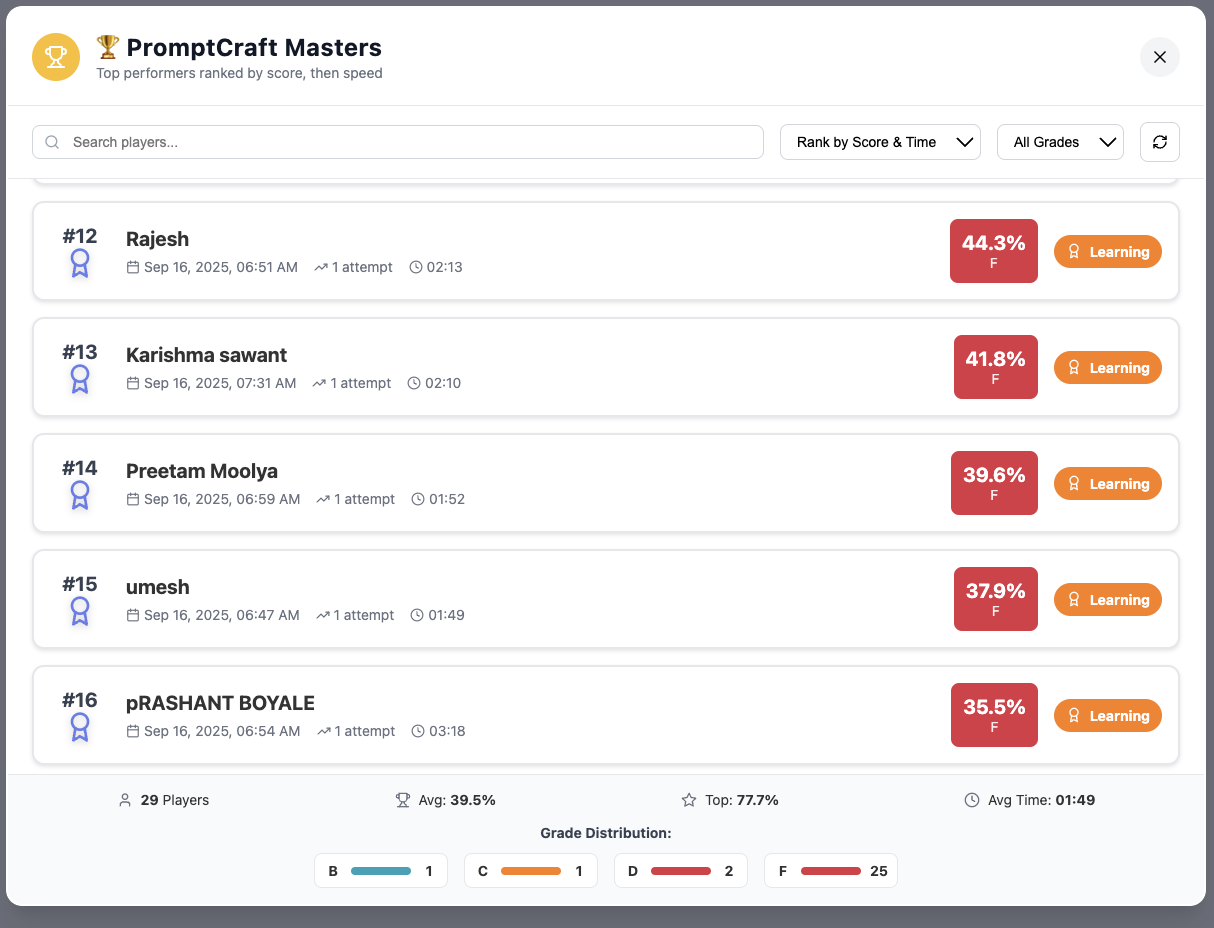 🏆 PromptCraft Masters
Top performers ranked by score, then speed
Search players...
Rank by Score & Time
All Grades
#12
Rajesh
Sep 16, 2025, 06:51 AM 1 attempt 02:13
44.3%
F
Learning
#13
Karishma sawant
Sep 16, 2025, 07:31 AM 1 attempt 02:10
41.8%
F
Learning
#14
Preetam Moolya
Sep 16, 2025, 06:59 AM 1 attempt 01:52
39.6%
F
Learning
#15
umesh
Sep 16, 2025, 06:47 AM 1 attempt 01:49
37.9%
F
Learning
#16
pRASHANT BOYALE
Sep 16, 2025, 06:54 AM 1 attempt 03:18
35.5%
F
Learning
29 Players Avg: 39.5% Top: 77.7% Avg Time: 01:49
Grade Distribution:
B 1 C 1 D 2 F 25